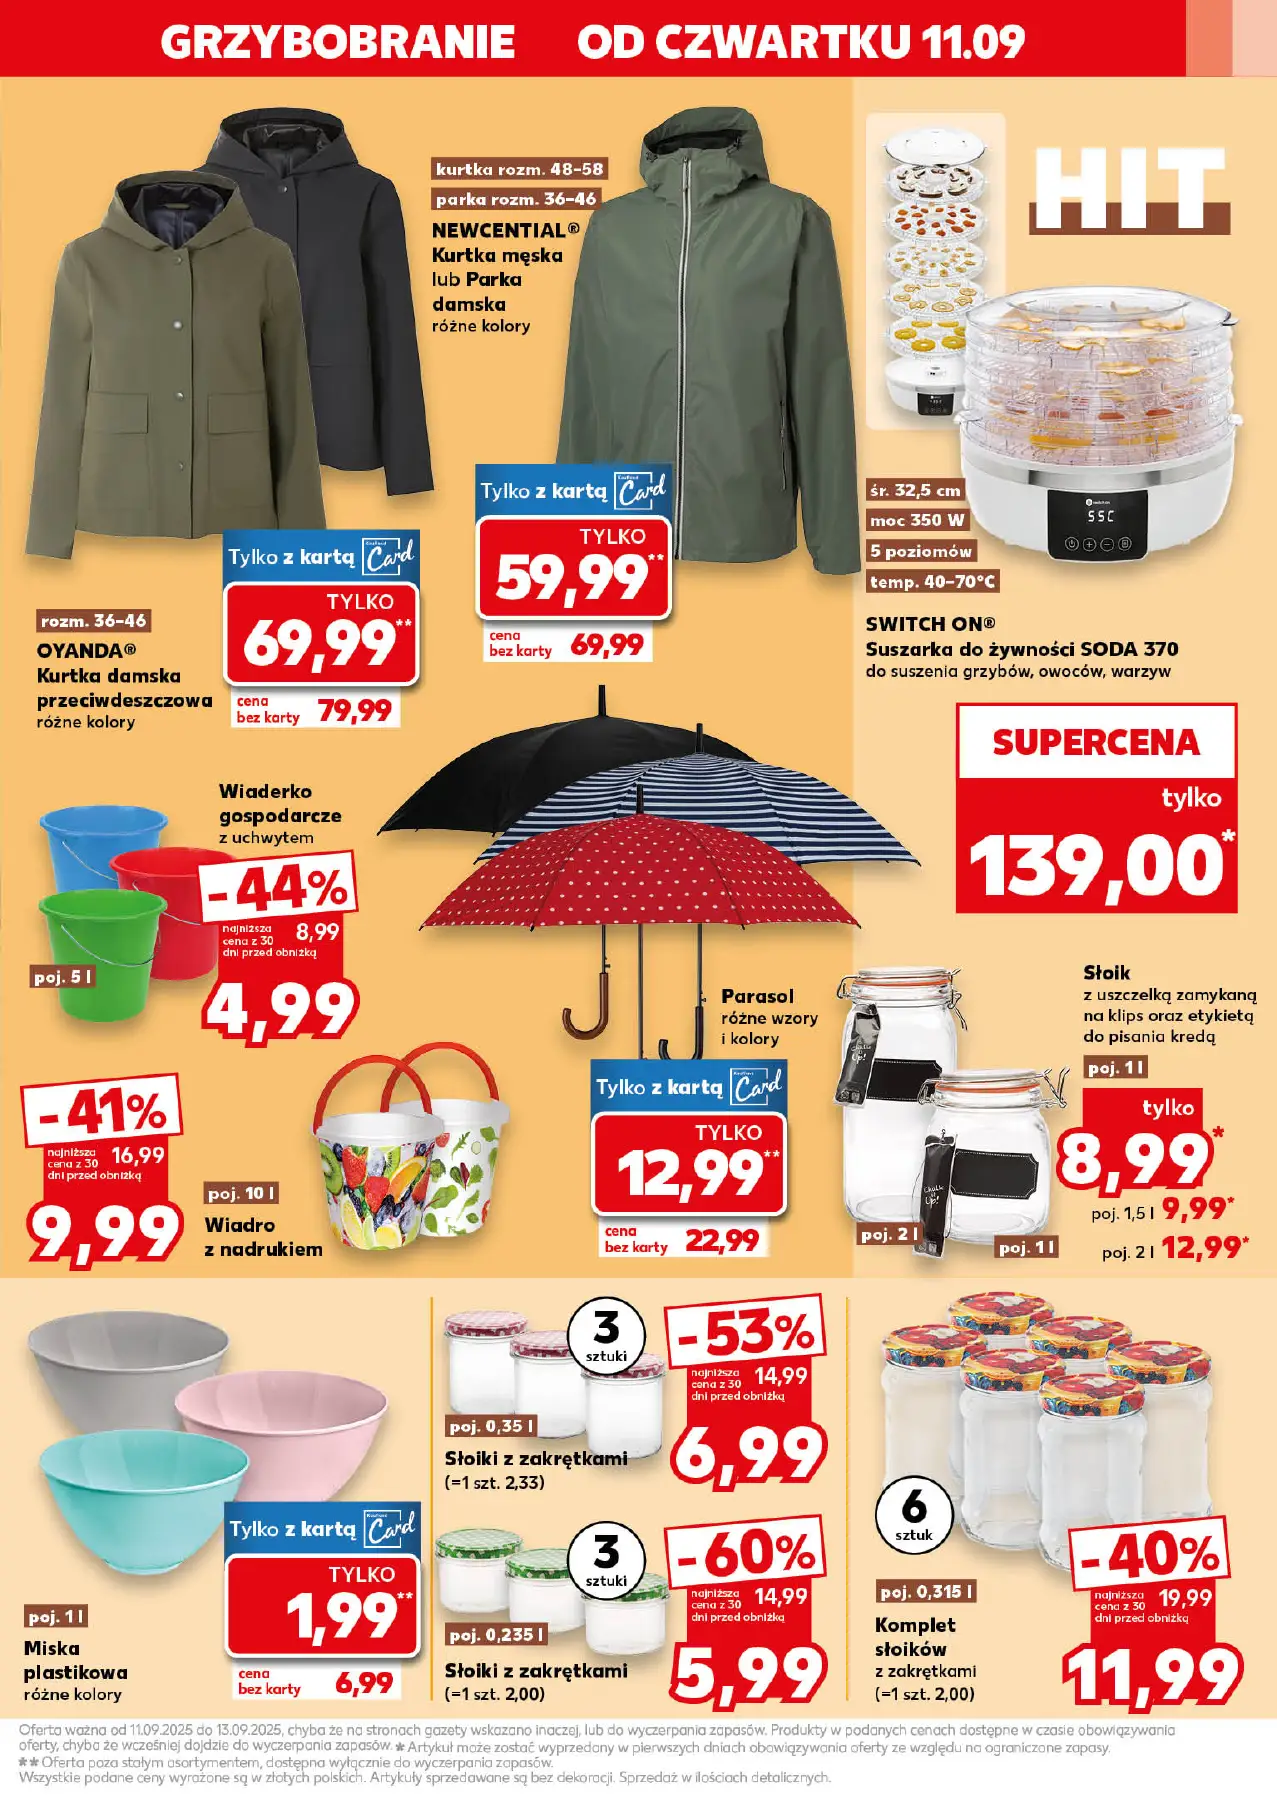 GRZYBOBRANIE OD CZWARTKU 11.09
kurtka rozm. 48-58
parka rozm. 36-46
NEWCENTIAL®
Kurtka męska
lub Parka
damska
różne kolory
Tylko z kartą Kaufland Card
TYLKO
59,99**
cena
bez karty 69,99
Tylko z kartą Kaufland Card
TYLKO
69,99**
cena
bez karty 79,99
rozm. 36-46
OYANDA®
Kurtka damska
przeciwdeszczowa
różne kolory
HIT
śr. 32,5 cm
moc 350 W
5 poziomów
temp. 40-70°C
SWITCH ON®
Suszarka do żywności SODA 370
do suszenia grzybów, owoców, warzyw
SUPERCENA
tylko
139,00*
Wiaderko
gospodarcze
z uchwytem
-44%
najniższa
cena z 30
dni przed obniżką
8,99
4,99
poj. 5 l
Parasol
różne wzory
i kolory
Tylko z kartą Kaufland Card
TYLKO
12,99**
cena
bez karty 22,99
Słoik
z uszczelką zamykaną
na klips oraz etykietą
do pisania kredą
poj. 1 l
tylko
8,99*
poj. 1,5 l 9,99*
poj. 2 l 12,99*
poj. 2 l
poj. 1 l
Chalk
it
Up!
-41%
najniższa
cena z 30
dni przed obniżką
16,99
9,99
poj. 10 l
Wiadro
z nadrukiem
poj. 1 l
Miska
plastikowa
różne kolory
Tylko z kartą Kaufland Card
TYLKO
1,99**
cena
bez karty 6,99
3
sztuki
poj. 0,35 l
Słoiki z zakrętkami
(=1 szt. 2,33)
-53%
najniższa
cena z 30
dni przed obniżką
14,99
6,99
3
sztuki
poj. 0,235 l
Słoiki z zakrętkami
(=1 szt. 2,00)
-60%
najniższa
cena z 30
dni przed obniżką
14,99
5,99
6
sztuk
poj. 0,315 l
Komplet
słoików
z zakrętkami
(=1 szt. 2,00)
-40%
najniższa
cena z 30
dni przed obniżką
19,99
11,99
Oferta ważna od 11.09.2025 do 13.09.2025, chyba że na stronach gazety wskazano inaczej, lub do wyczerpania zapasów. Produkty w podanych cenach dostępne w czasie obowiązywania
oferty, chyba że wcześniej dojdzie do wyczerpania zapasów. * Artykuł może zostać wyprzedany w pierwszych dniach obowiązywania oferty ze względu na ograniczone zapasy.
** Oferta poza stałym asortymentem, dostępna wyłącznie do wyczerpania zapasów.
Wszystkie podane ceny wyrażone są w złotych polskich. Artykuły sprzedawane są bez dekoracji. Sprzedaż w ilościach detalicznych.